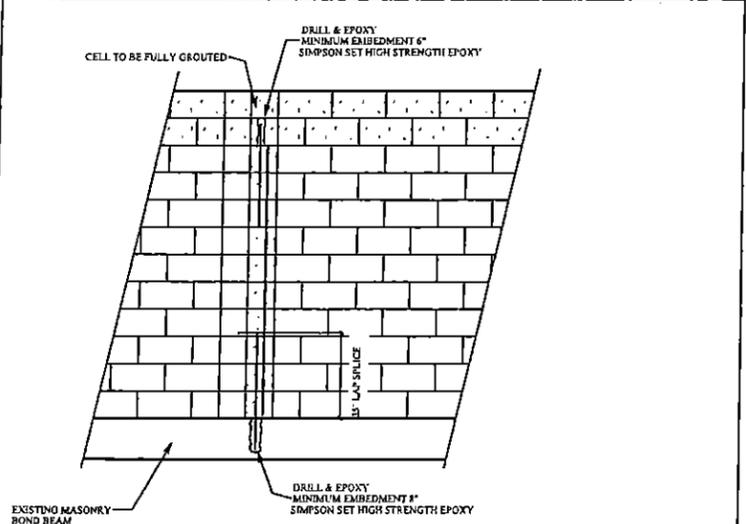 DRILL & EPOXY
MINIMUM EMBEDMENT 6"
SIMPSON SET HIGH STRENGTH EPOXY
CELL TO BE FULLY GROUTED
35" LAP SPLICE
DRILL & EPOXY
MINIMUM EMBEDMENT 8"
SIMPSON SET HIGH STRENGTH EPOXY
EXISTING MASONRY
BOND BEAM